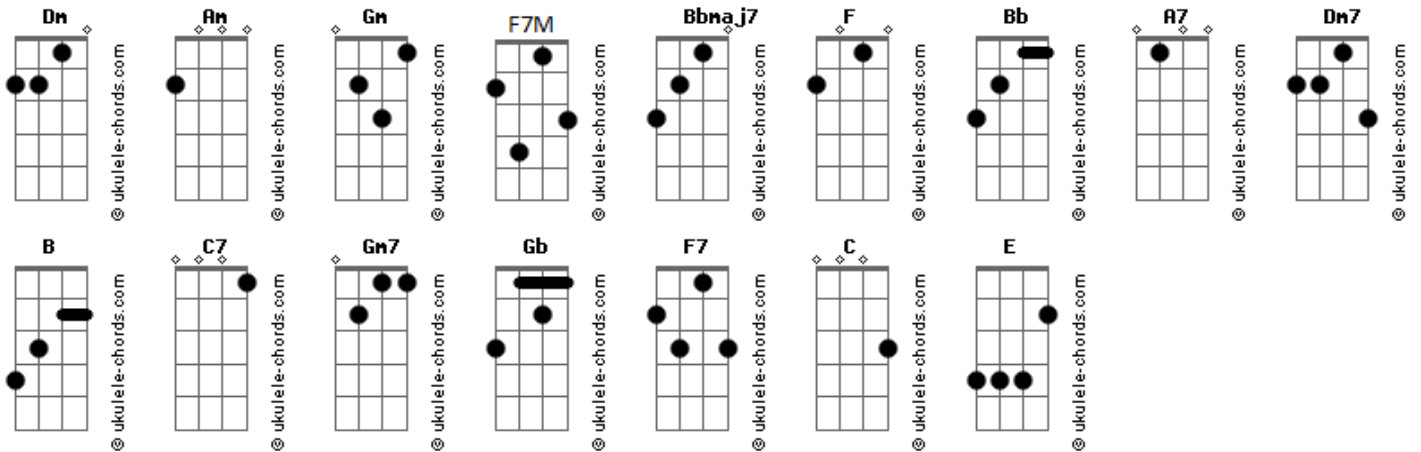 Dm Am Gm F7M Bbmaj7 F Bb A7 Dm7
© ukulele-chords.com © ukulele-chords.com © ukulele-chords.com © ukulele-chords.com © ukulele-chords.com © ukulele-chords.com © ukulele-chords.com © ukulele-chords.com © ukulele-chords.com
B C7 Gm7 Gb F7 C E
© ukulele-chords.com © ukulele-chords.com © ukulele-chords.com © ukulele-chords.com © ukulele-chords.com © ukulele-chords.com © ukulele-chords.com